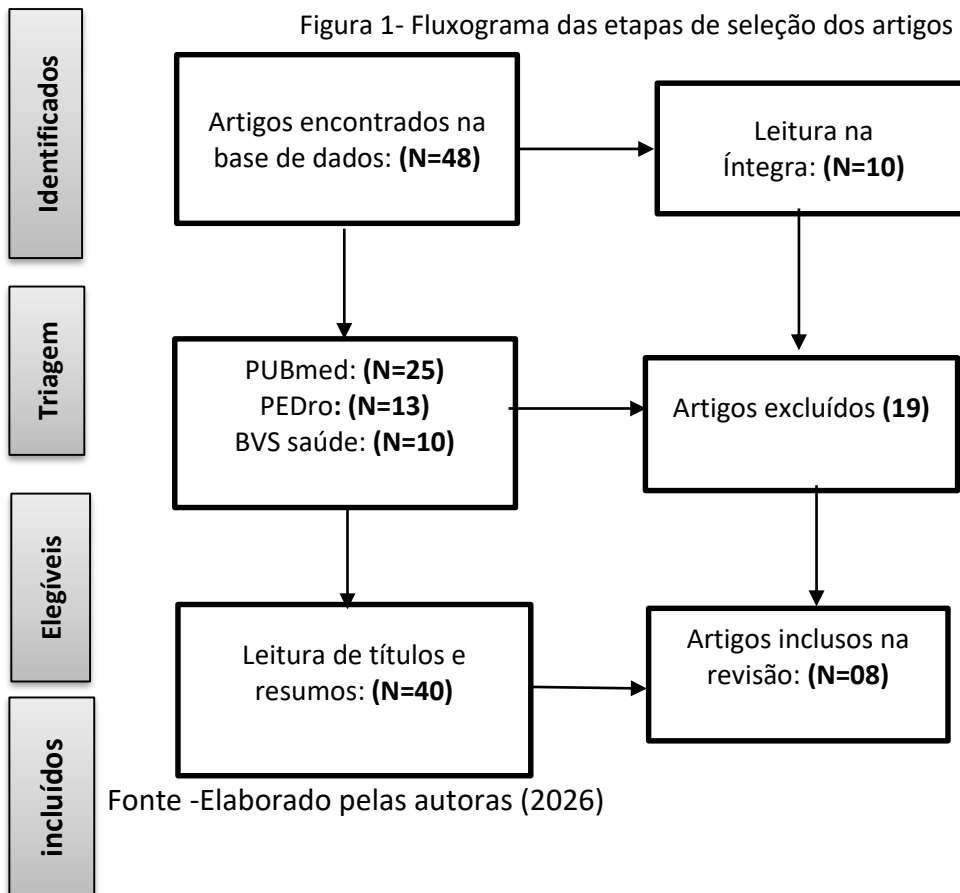 Figura 1- Fluxograma das etapas de seleção dos artigos
Identificados
Artigos encontrados na
base de dados: (N=48)
Leitura na
Íntegra: (N=10)
Triagem
PUBmed: (N=25)
PEDro: (N=13)
BVS saúde: (N=10)
Artigos excluídos (19)
Elegíveis
Leitura de títulos e
resumos: (N=40)
Artigos inclusos na
revisão: (N=08)
incluídos
Fonte -Elaborado pelas autoras (2026)